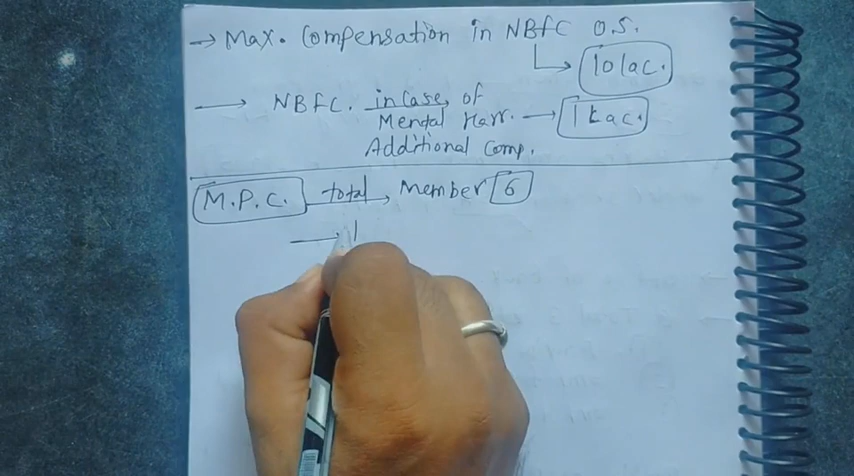 → Max. Compensation in NBFC O.S.
→ 10 lac.
→ NBFC. in case of
Mental Harr. → 1 Lac.
Additional Comp.
M.P.C. total → Member 6
→